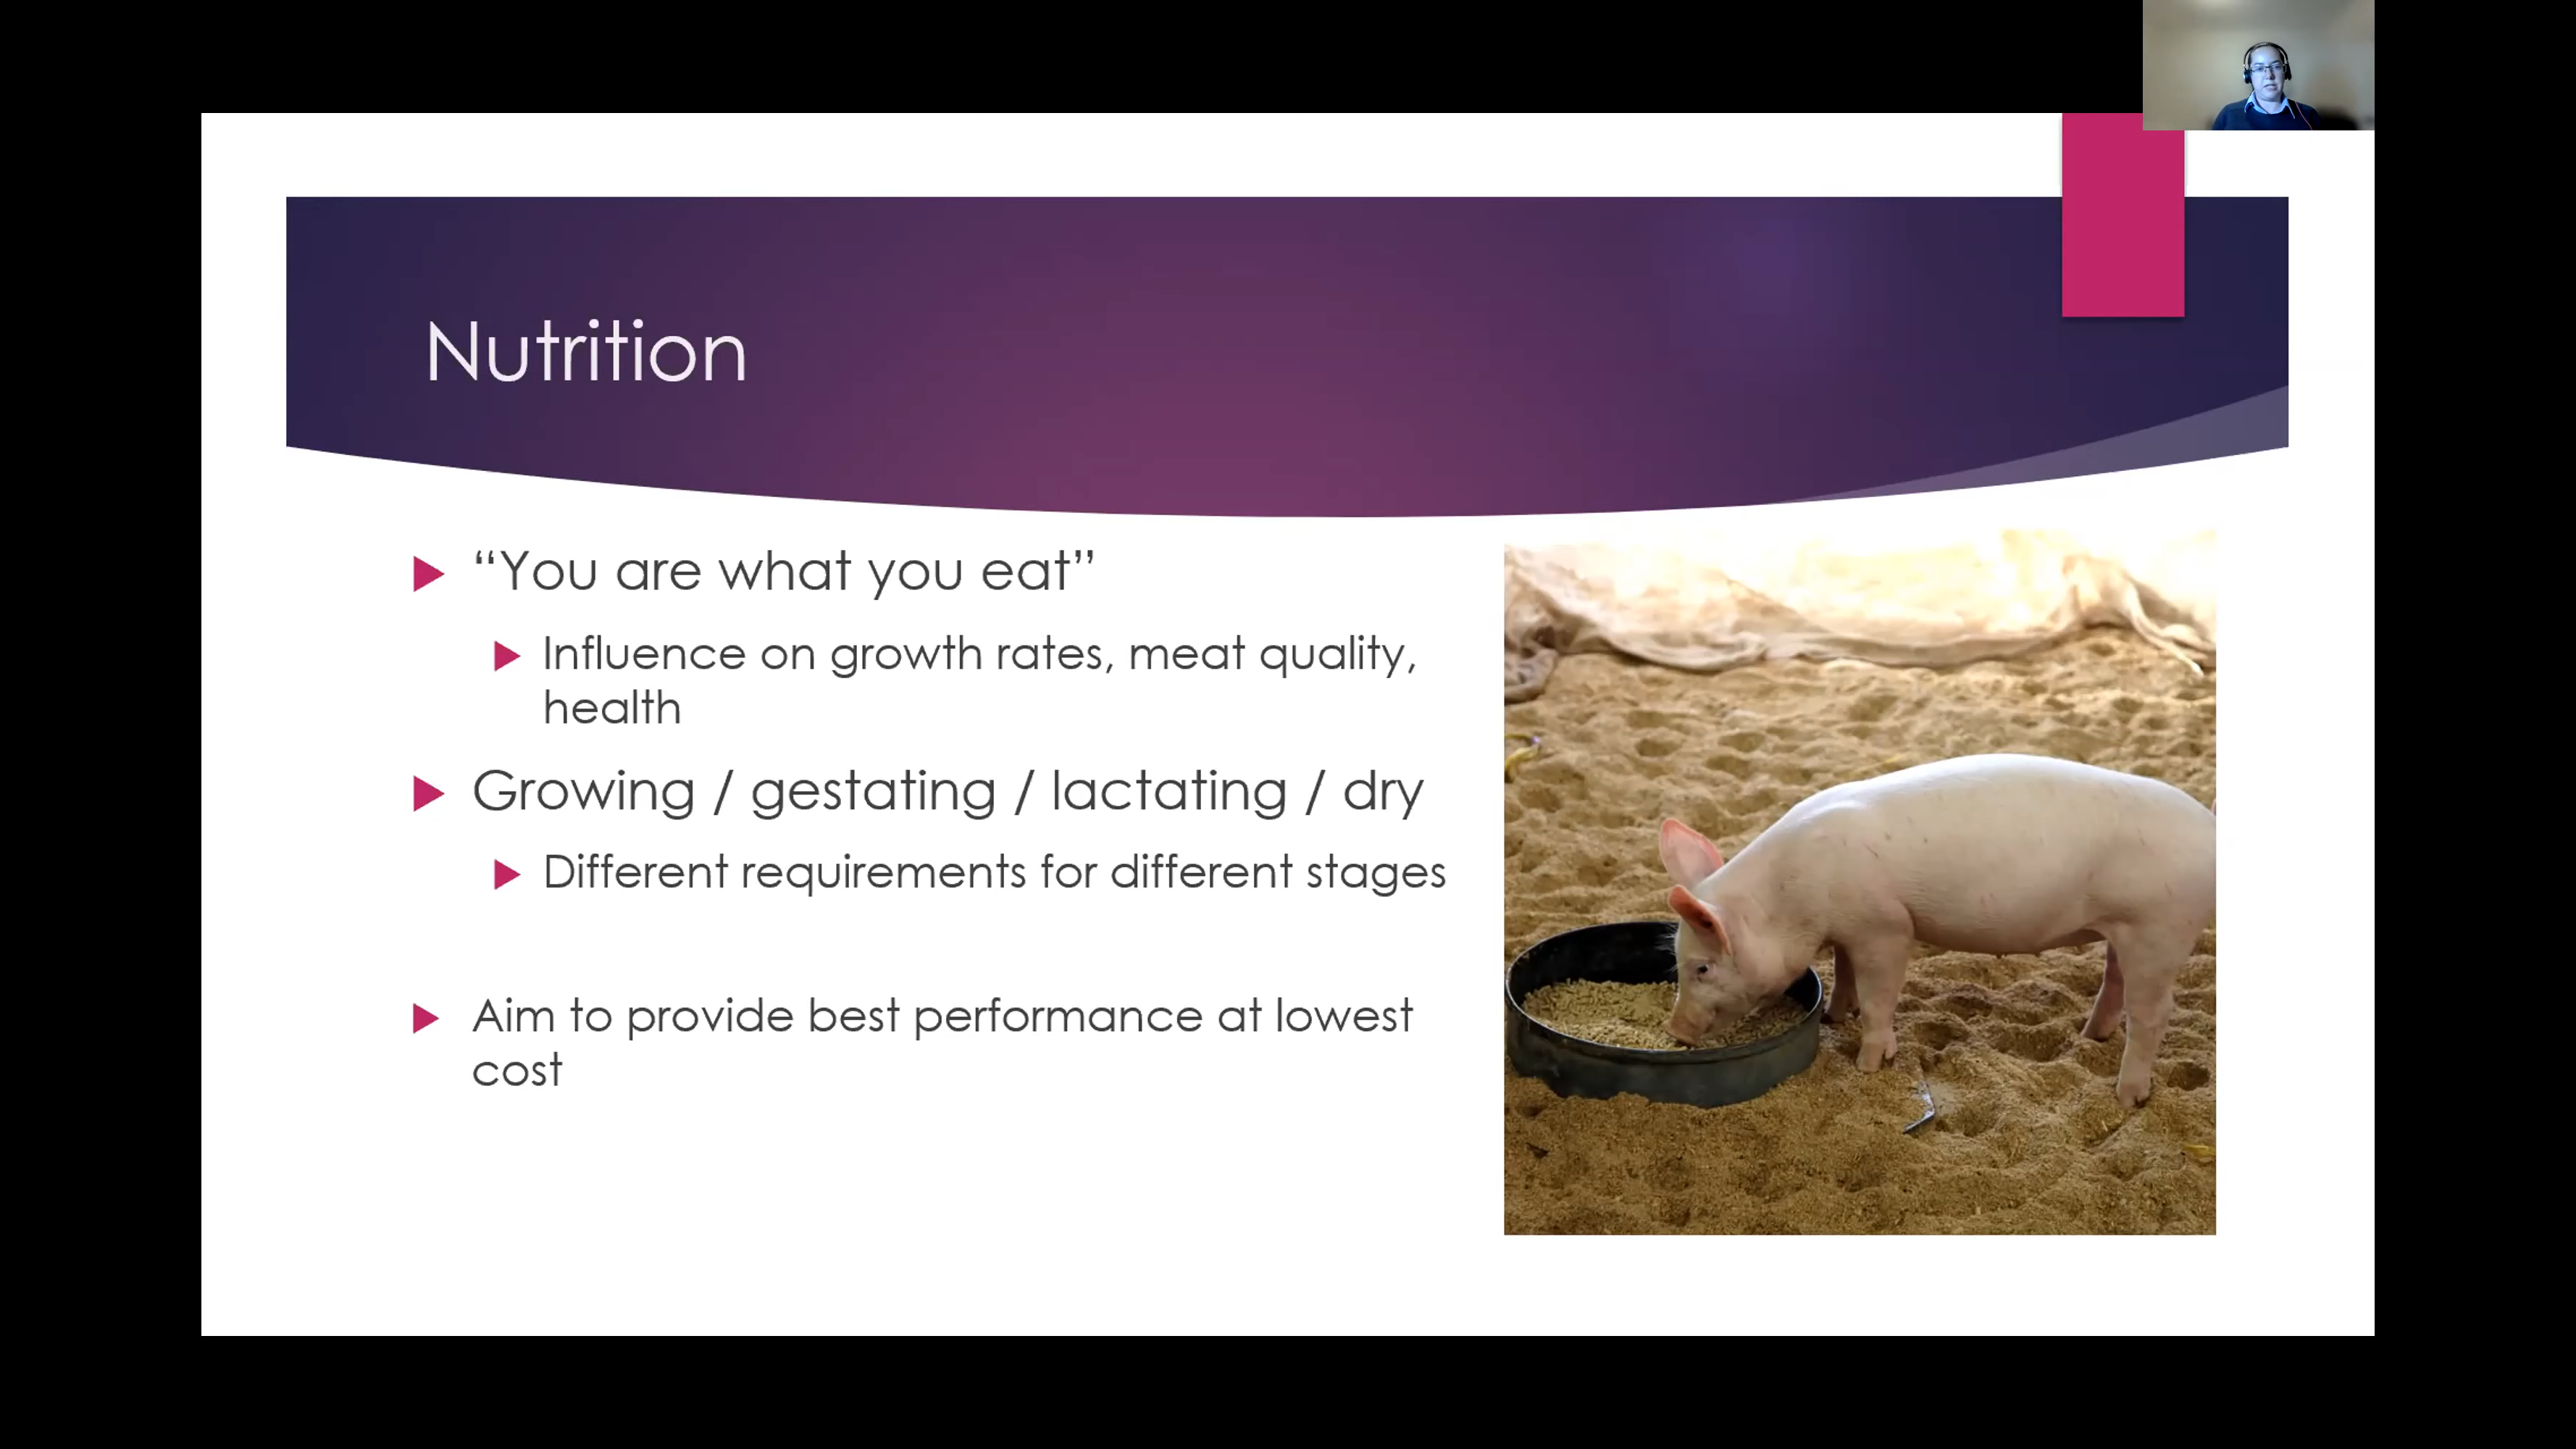 Nutrition
“You are what you eat”
Influence on growth rates, meat quality,
health
Growing / gestating / lactating / dry
Different requirements for different stages
Aim to provide best performance at lowest
cost